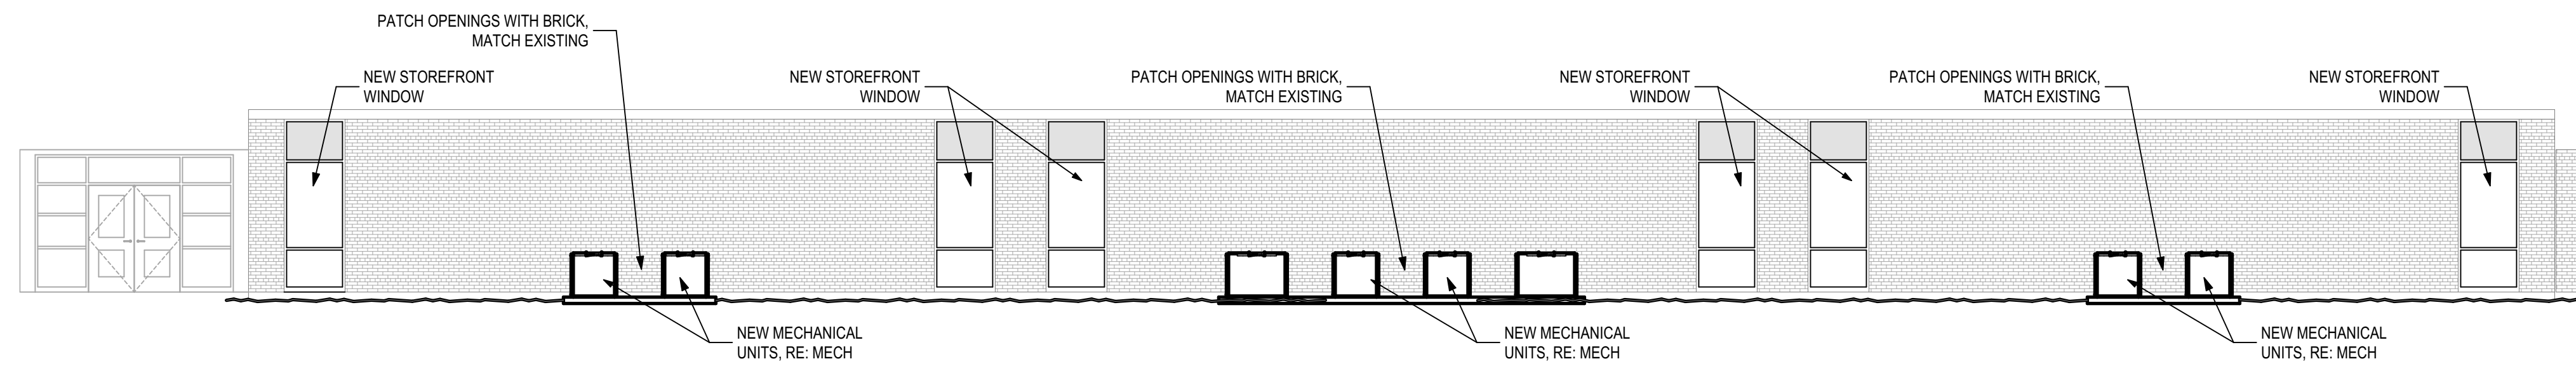 PATCH OPENINGS WITH BRICK,
MATCH EXISTING
NEW STOREFRONT
WINDOW
NEW STOREFRONT
WINDOW
PATCH OPENINGS WITH BRICK,
MATCH EXISTING
NEW STOREFRONT
WINDOW
PATCH OPENINGS WITH BRICK,
MATCH EXISTING
NEW STOREFRONT
WINDOW
NEW MECHANICAL
UNITS, RE: MECH
NEW MECHANICAL
UNITS, RE: MECH
NEW MECHANICAL
UNITS, RE: MECH